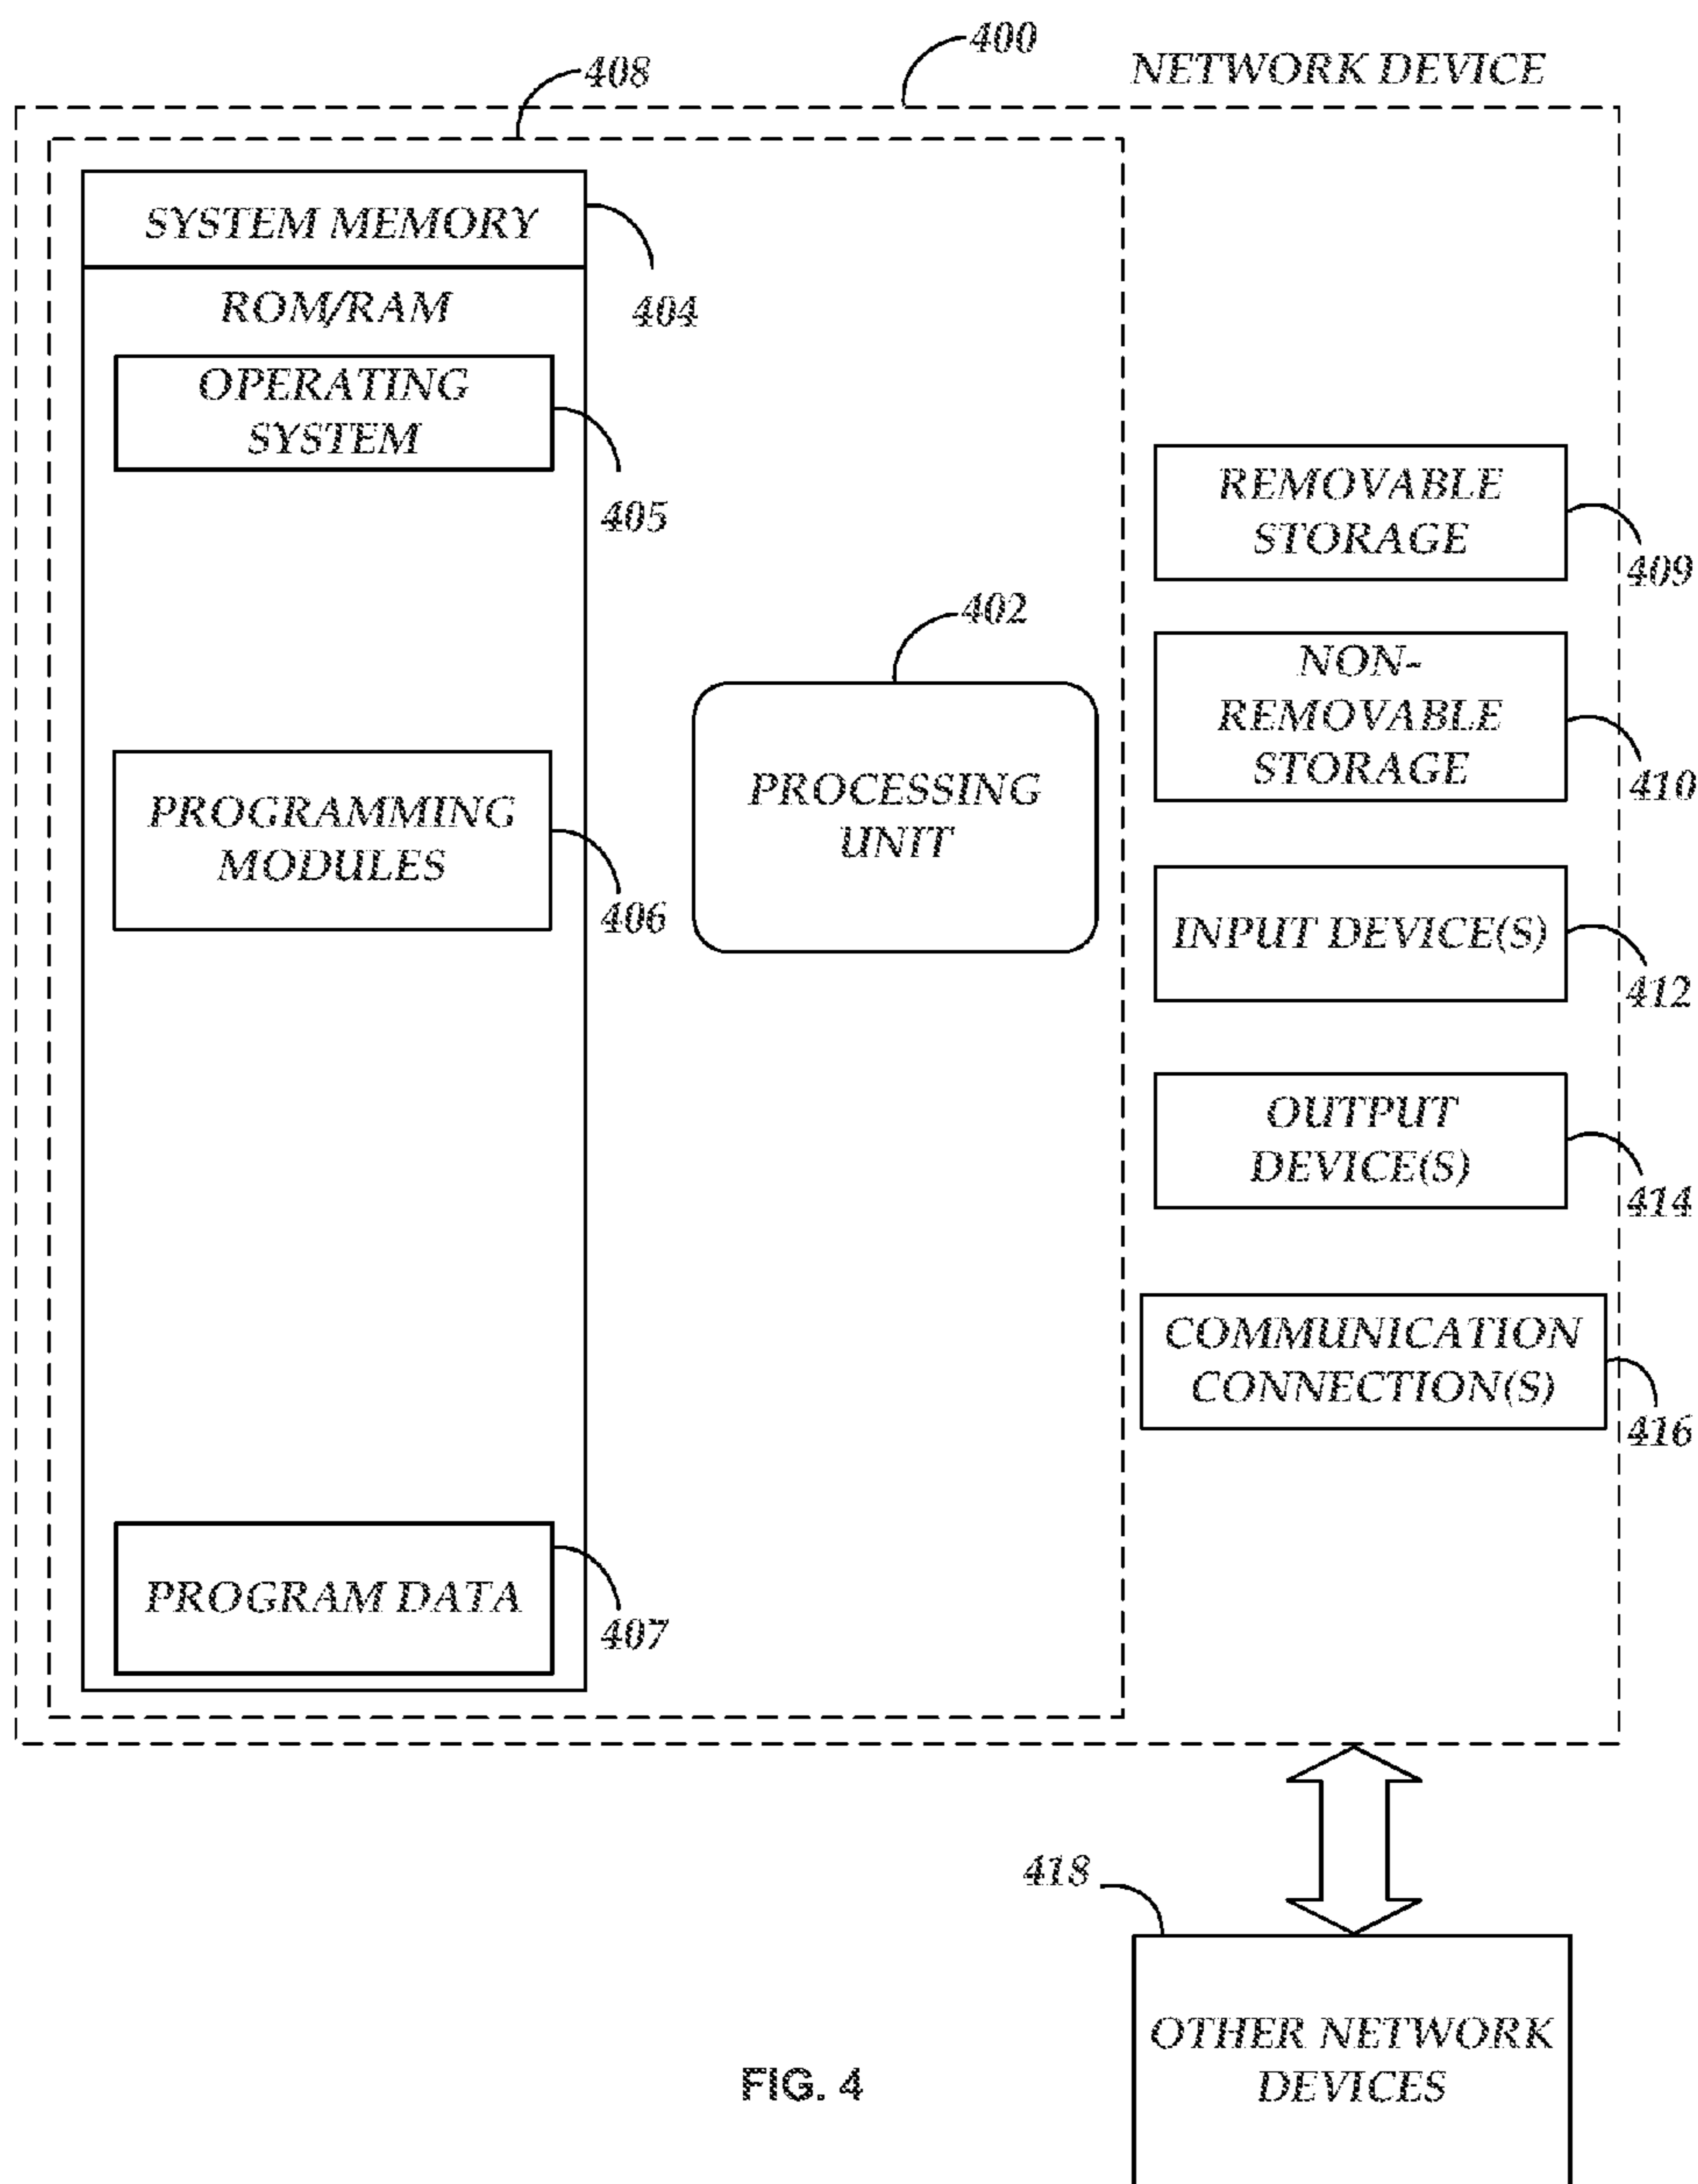 400
NETWORK DEVICE
408
SYSTEM MEMORY
404
ROM/RAM
OPERATING
SYSTEM
405
REMOVABLE
STORAGE
409
402
NON-
REMOVABLE
STORAGE
410
PROGRAMMING
MODULES
406
PROCESSING
UNIT
INPUT DEVICE(S)
412
OUTPUT
DEVICE(S)
414
COMMUNICATION
CONNECTION(S)
416
PROGRAM DATA
407
418
OTHER NETWORK
DEVICES
FIG. 4